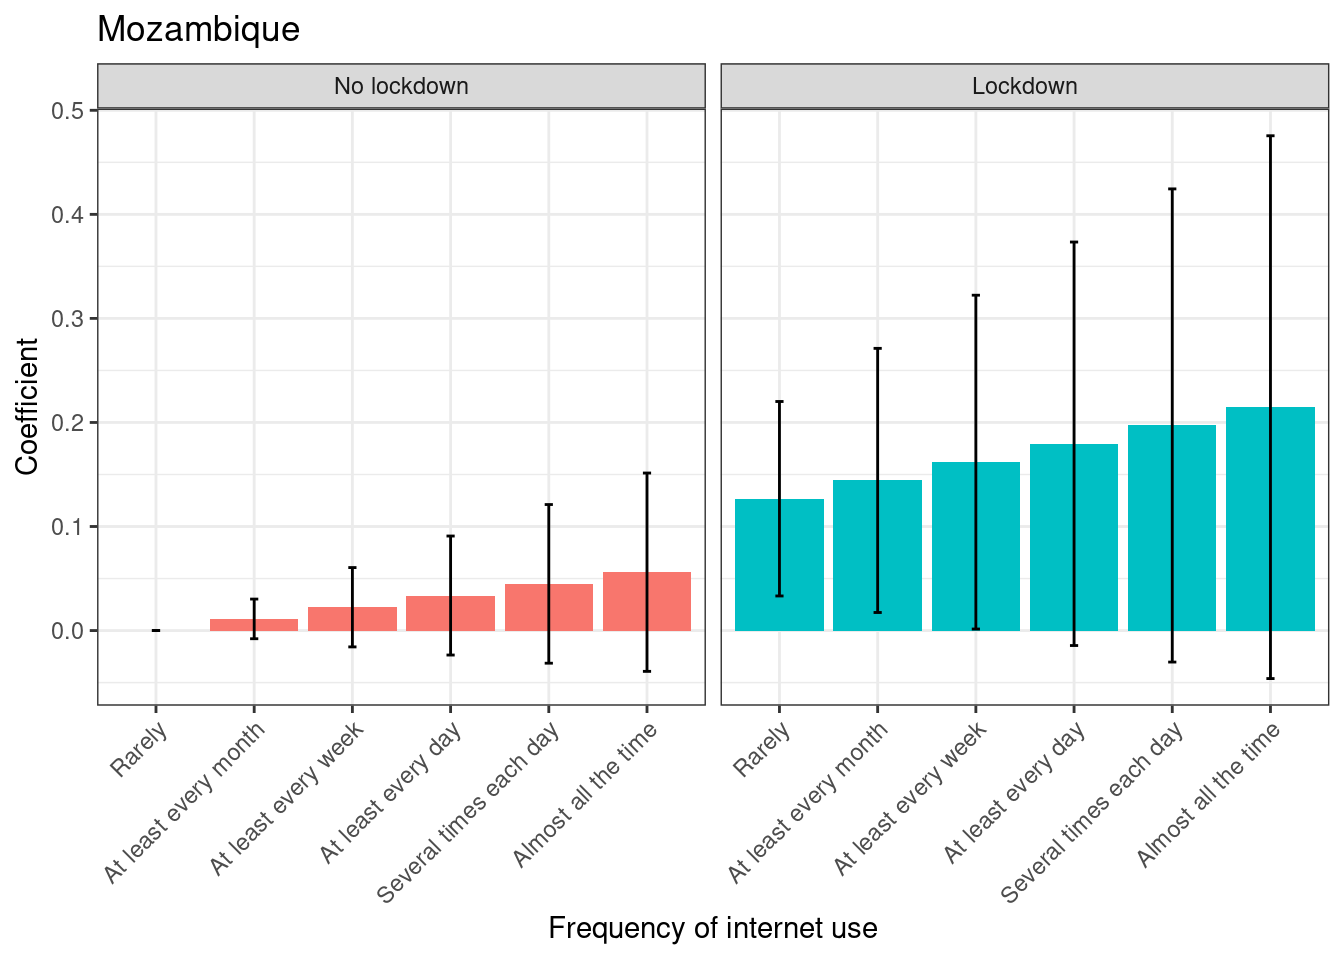 Mozambique
No lockdown
Lockdown
0.5
0.4
0.3
0.2
0.1
0.0
Coefficient
Rarely
At least every month
At least every week
At least every day
Several times each day
Almost all the time
Rarely
At least every month
At least every week
At least every day
Several times each day
Almost all the time
Frequency of internet use